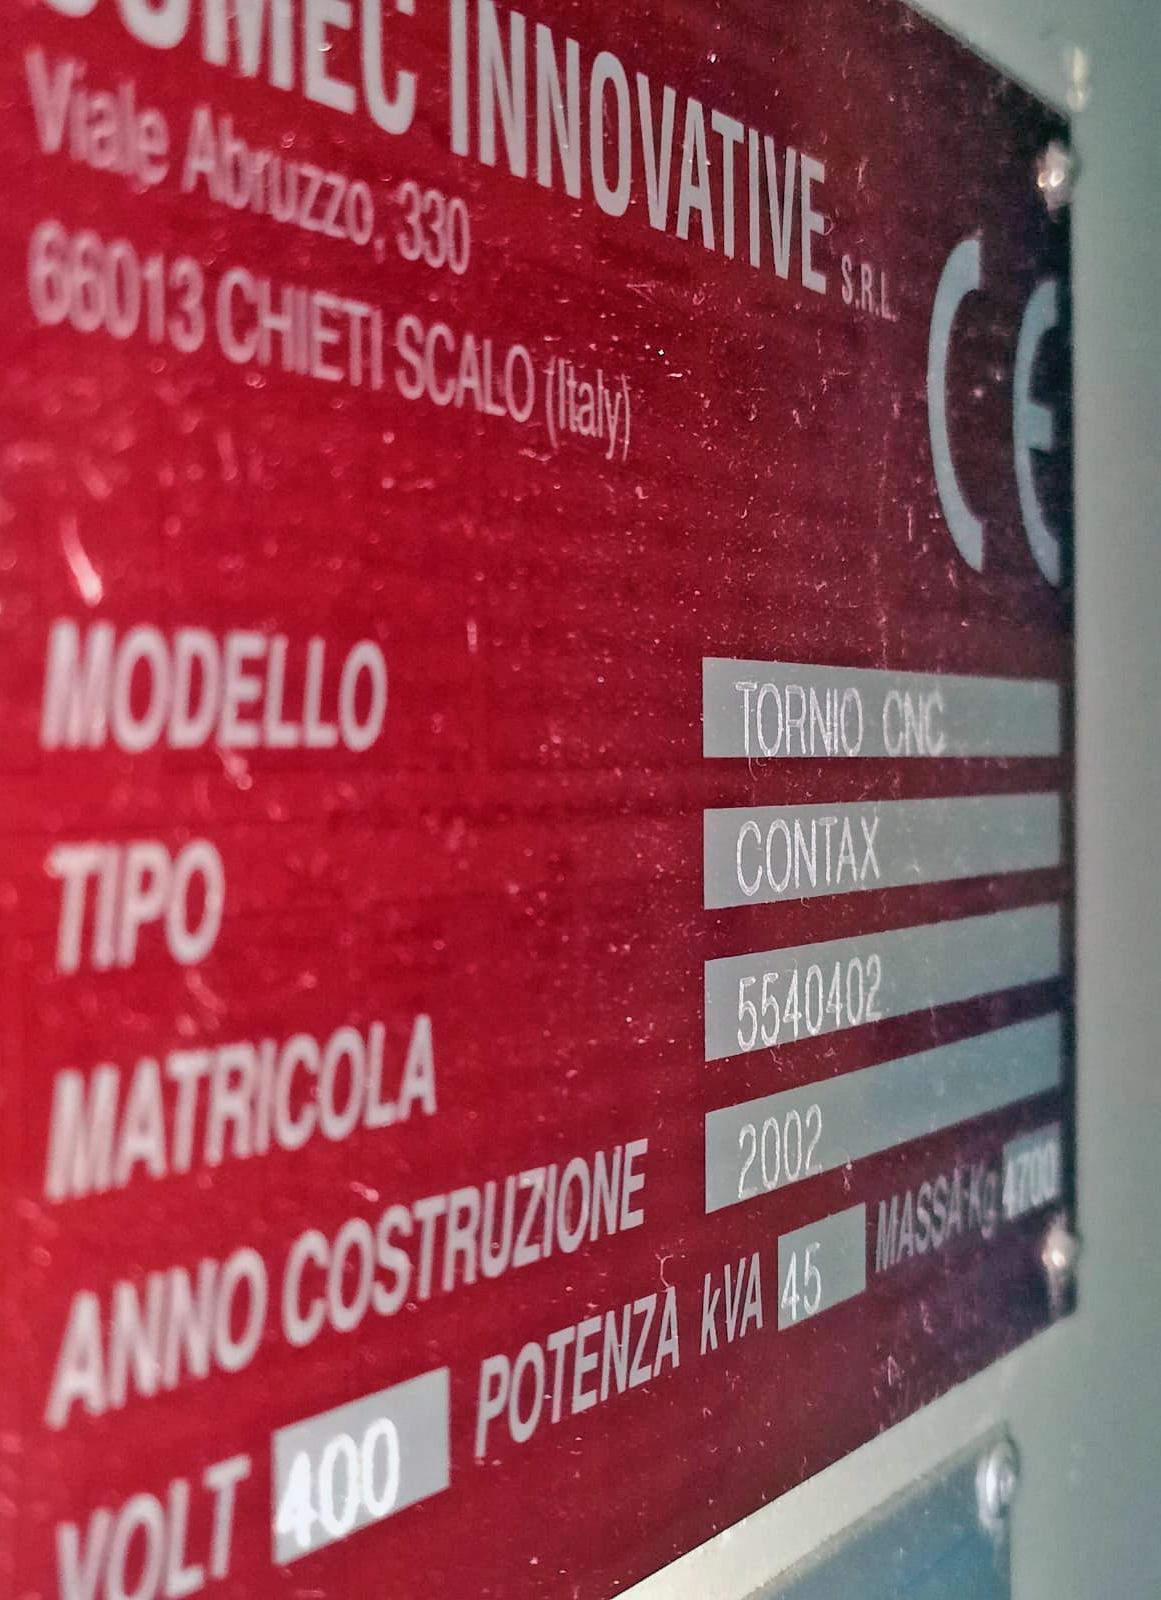 INNOVATIVE S.R.L.
Viale Abruzzo, 330
66013 CHIETI SCALO (Italy)
CE
MODELLO TORNIO CNC
TIPO CONTAX
MATRICOLA 5540402
ANNO COSTRUZIONE 2002
VOLT 400 POTENZA kVA 45 MASSA Kg 4700